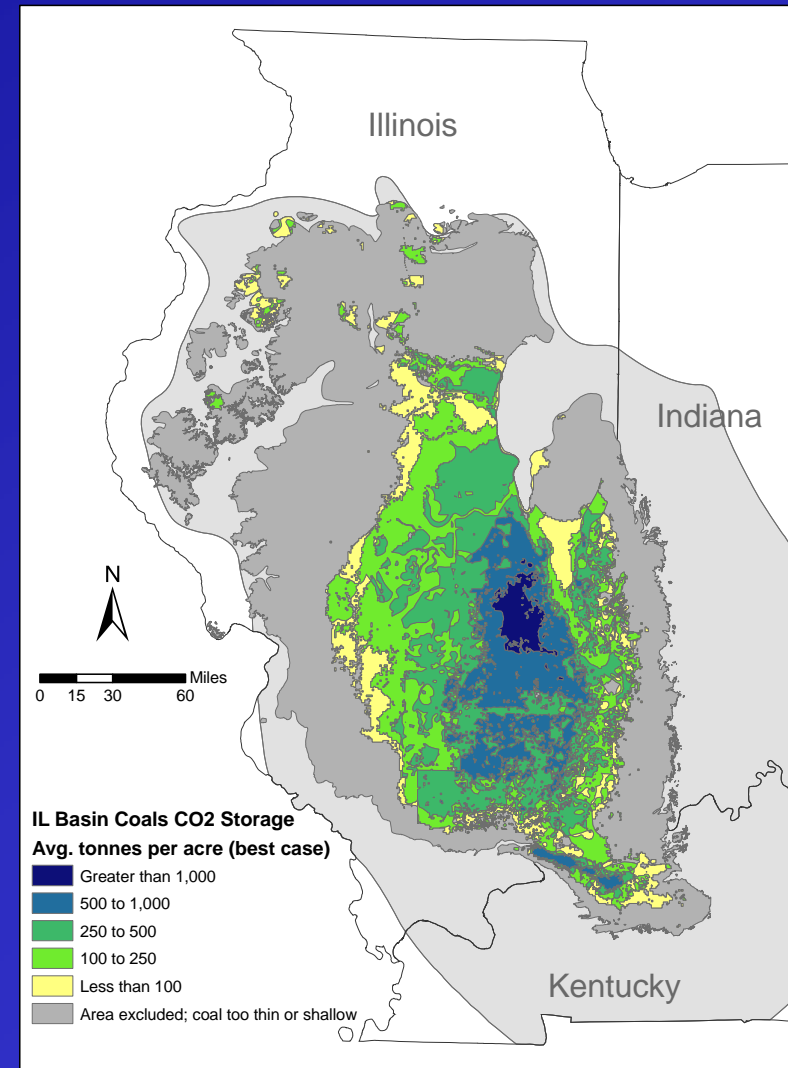 Illinois
Indiana
N
Miles
0 15 30 60
IL Basin Coals CO2 Storage
Avg. tonnes per acre (best case)
Greater than 1,000
500 to 1,000
250 to 500
100 to 250
Less than 100
Area excluded; coal too thin or shallow
Kentucky